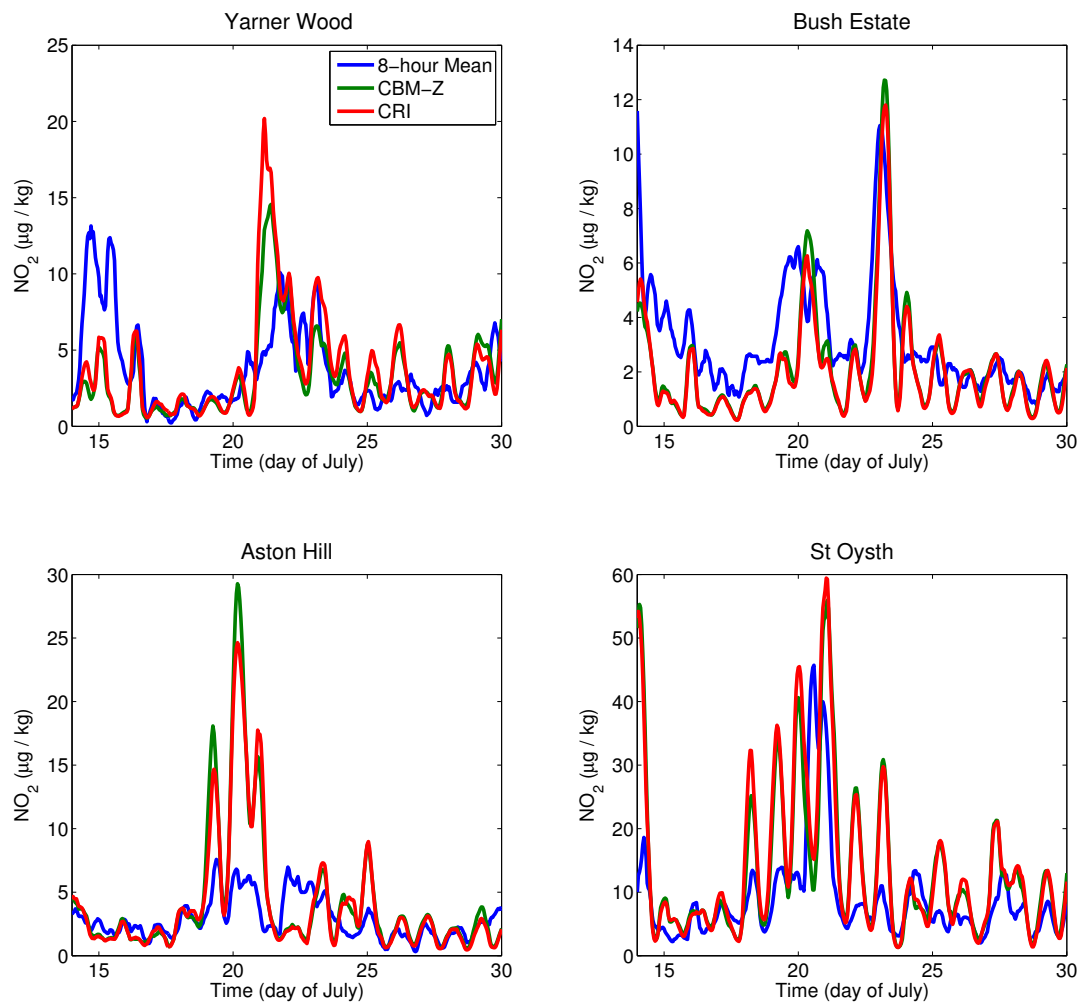 Yarner Wood
25
20
15
10
5
0
NO2 (μg / kg)
15 20 25 30
Time (day of July)
8−hour Mean
CBM−Z
CRI
Bush Estate
14
12
10
8
6
4
2
0
NO2 (μg / kg)
15 20 25 30
Time (day of July)
Aston Hill
30
25
20
15
10
5
0
NO2 (μg / kg)
15 20 25 30
Time (day of July)
St Oysth
60
50
40
30
20
10
0
NO2 (μg / kg)
15 20 25 30
Time (day of July)